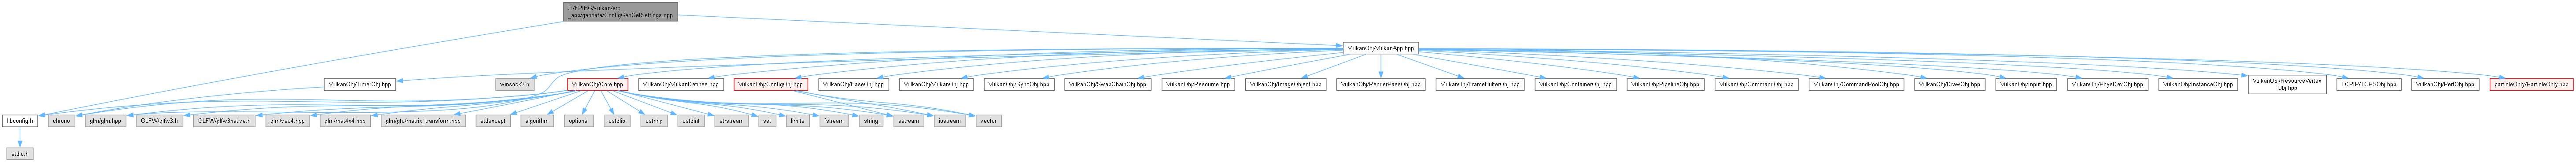 J:/FPIBG/vulkan/src
_app/gendata/ConfigGenGetSettings.cpp
VulkanObj/VulkanApp.hpp
VulkanObj/TimerObj.hpp
winsock2.h
VulkanObj/Core.hpp
VulkanObj/VulkanDefines.hpp
VulkanObj/ConfigObj.hpp
VulkanObj/BaseObj.hpp
VulkanObj/VulkanObj.hpp
VulkanObj/SyncObj.hpp
VulkanObj/SwapChainObj.hpp
VulkanObj/Resource.hpp
VulkanObj/ImageObject.hpp
VulkanObj/RenderPassObj.hpp
VulkanObj/FrameBufferObj.hpp
VulkanObj/ContainerObj.hpp
VulkanObj/PipelineObj.hpp
VulkanObj/CommandObj.hpp
VulkanObj/CommandPoolObj.hpp
VulkanObj/DrawObj.hpp
VulkanObj/Input.hpp
VulkanObj/PhysDevObj.hpp
VulkanObj/InstanceObj.hpp
VulkanObj/ResourceVertex
Obj.hpp
TCPIP/TCPSObj.hpp
VulkanObj/PerfObj.hpp
particleOnly/ParticleOnly.hpp
libconfig.h
chrono
glm/glm.hpp
GLFW/glfw3.h
GLFW/glfw3native.h
glm/vec4.hpp
glm/mat4x4.hpp
glm/gtc/matrix_transform.hpp
stdexcept
algorithm
optional
cstdlib
cstring
cstdint
strstream
set
limits
fstream
string
sstream
iostream
vector
stdio.h